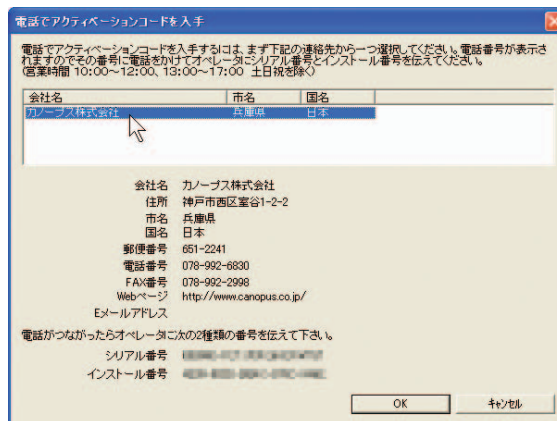 電話でアクティベーションコードを入手
電話でアクティベーションコードを入手するには、まず下記の連絡先から一つ選択してください。電話番号が表示さ
れますのでその番号に電話をかけてオペレータにシリアル番号とインストール番号を伝えてください。
(営業時間 10:00～12:00, 13:00～17:00 土日祝を除く)
会社名 市名 国名
カノープス株式会社 兵庫県 日本
会社名 カノープス株式会社
住所 神戸市西区室谷1-2-2
市名 兵庫県
国名 日本
郵便番号 651-2241
電話番号 078-992-6830
FAX番号 078-992-2998
Webページ http://www.canopus.co.jp/
Eメールアドレス
電話がつながったらオペレータに次の2種類の番号を伝えて下さい。
シリアル番号
インストール番号
OK キャンセル